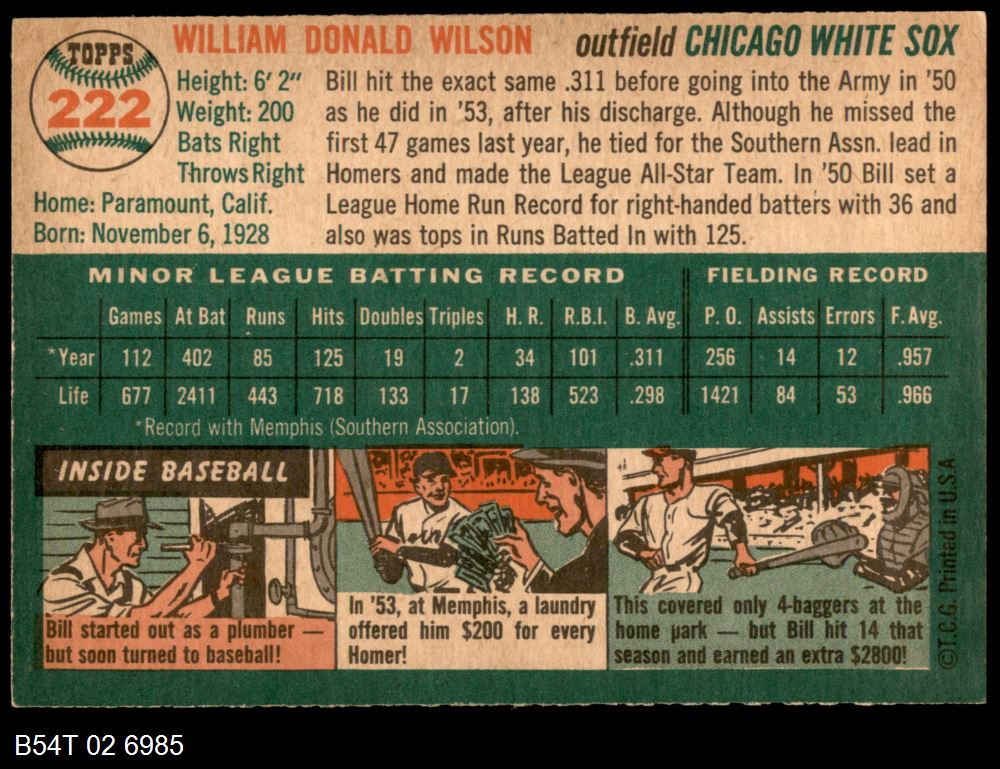 TOPPS
222
WILLIAM DONALD WILSON outfield CHICAGO WHITE SOX
Height: 6' 2"
Weight: 200
Bats Right
Throws Right
Home: Paramount, Calif.
Born: November 6, 1928
Bill hit the exact same .311 before going into the Army in '50
as he did in '53, after his discharge. Although he missed the
first 47 games last year, he tied for the Southern Assn. lead in
Homers and made the League All-Star Team. In '50 Bill set a
League Home Run Record for right-handed batters with 36 and
also was tops in Runs Batted In with 125.
MINOR LEAGUE BATTING RECORD FIELDING RECORD
Games At Bat Runs Hits Doubles Triples H. R. R.B.I. B. Avg. P. O. Assists Errors F. Avg.
*Year 112 402 85 125 19 2 34 101 .311 256 14 12 .957
Life 677 2411 443 718 133 17 138 523 .298 1421 84 53 .966
*Record with Memphis (Southern Association).
INSIDE BASEBALL
Bill started out as a plumber —
but soon turned to baseball!
In '53, at Memphis, a laundry
offered him $200 for every
Homer!
This covered only 4-baggers at the
home park — but Bill hit 14 that
season and earned an extra $2800!
©T.C.G. Printed in U.S.A.
B54T 02 6985